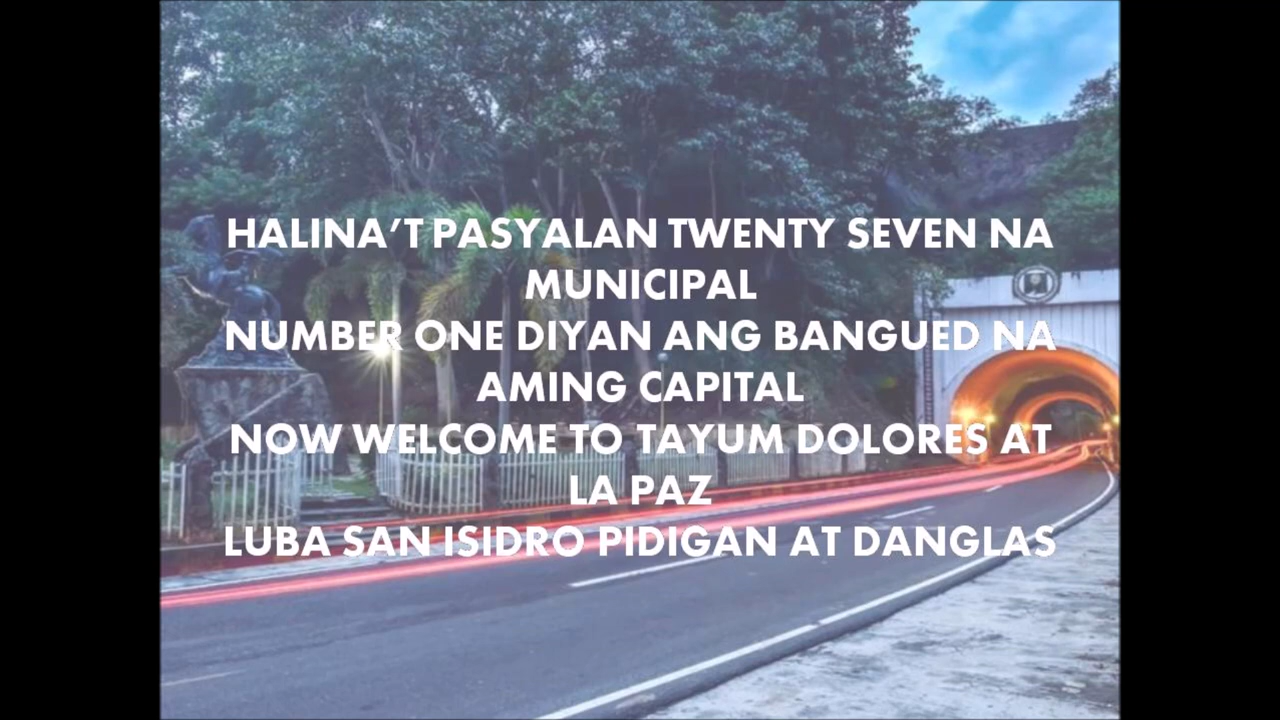 HALINA’T PASYALAN TWENTY SEVEN NA
MUNICIPAL
NUMBER ONE DIYAN ANG BANGUED NA
AMING CAPITAL
NOW WELCOME TO TAYUM DOLORES AT
LA PAZ
LUBA SAN ISIDRO PIDIGAN AT DANGLAS